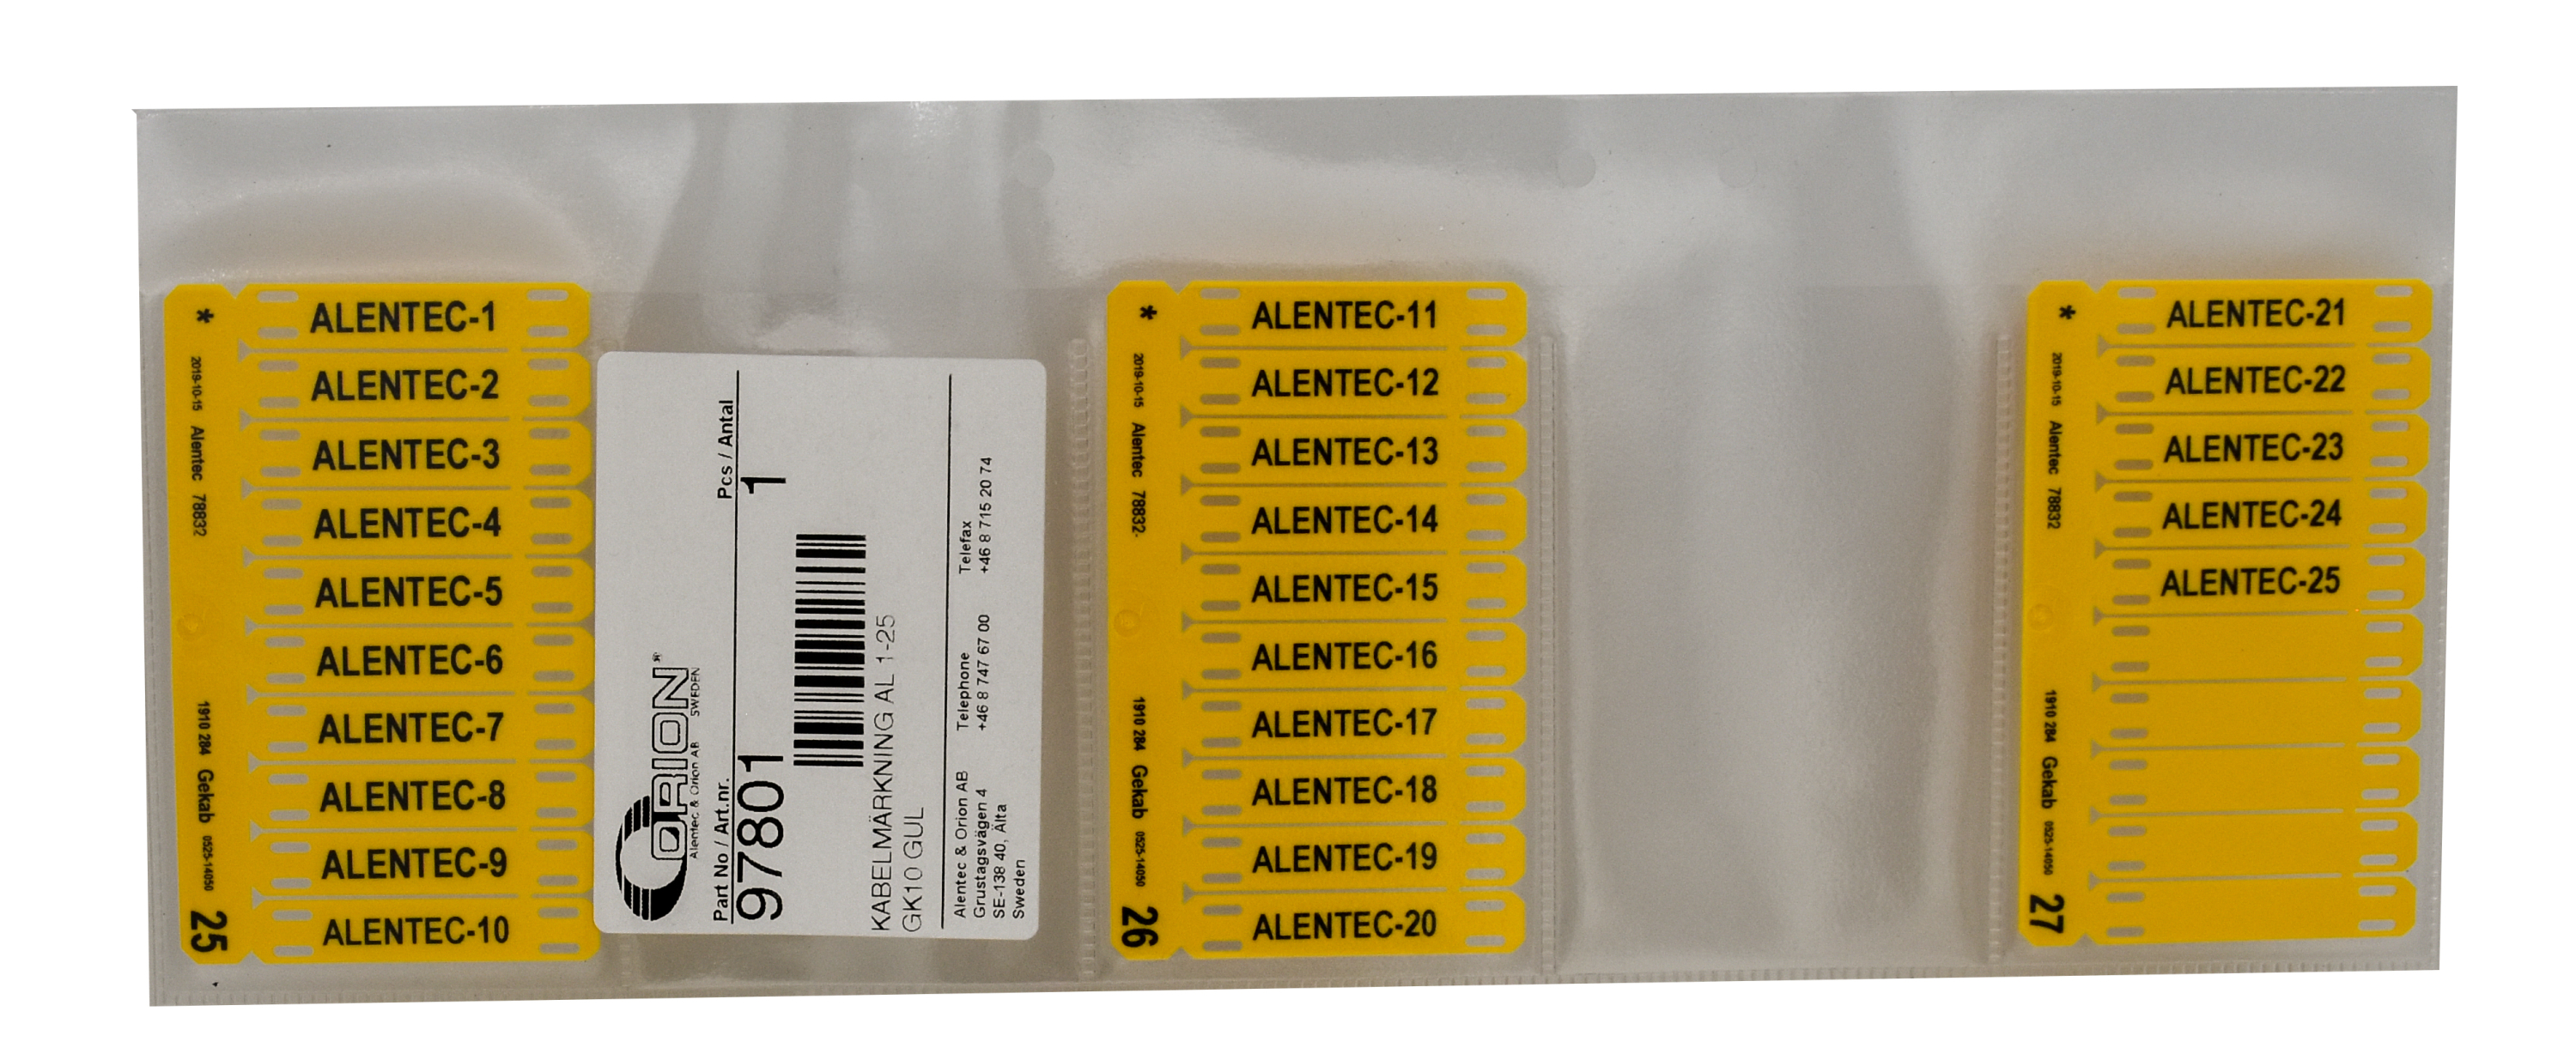 ALENTEC-1
ALENTEC-2
ALENTEC-3
ALENTEC-4
ALENTEC-5
ALENTEC-6
ALENTEC-7
ALENTEC-8
ALENTEC-9
ALENTEC-10
* 2019-10-15 Alentec 78832 1910 284 Gekab 0525-14050 25
ORION®
Alentec & Orion AB SWEDEN
Part No / Art.nr. Pcs / Antal
97801 1
KABELMÄRKNING AL 1-25
GK10 GUL
Alentec & Orion AB Telephone Telefax
Grustagsvägen 4 +46 8 747 67 00 +46 8 715 20 74
SE-138 40, Älta
Sweden
ALENTEC-11
ALENTEC-12
ALENTEC-13
ALENTEC-14
ALENTEC-15
ALENTEC-16
ALENTEC-17
ALENTEC-18
ALENTEC-19
ALENTEC-20
* 2019-10-15 Alentec 78832- 1910 284 Gekab 0525-14050 26
ALENTEC-21
ALENTEC-22
ALENTEC-23
ALENTEC-24
ALENTEC-25
* 2019-10-15 Alentec 78832 1910 284 Gekab 0525-14050 27